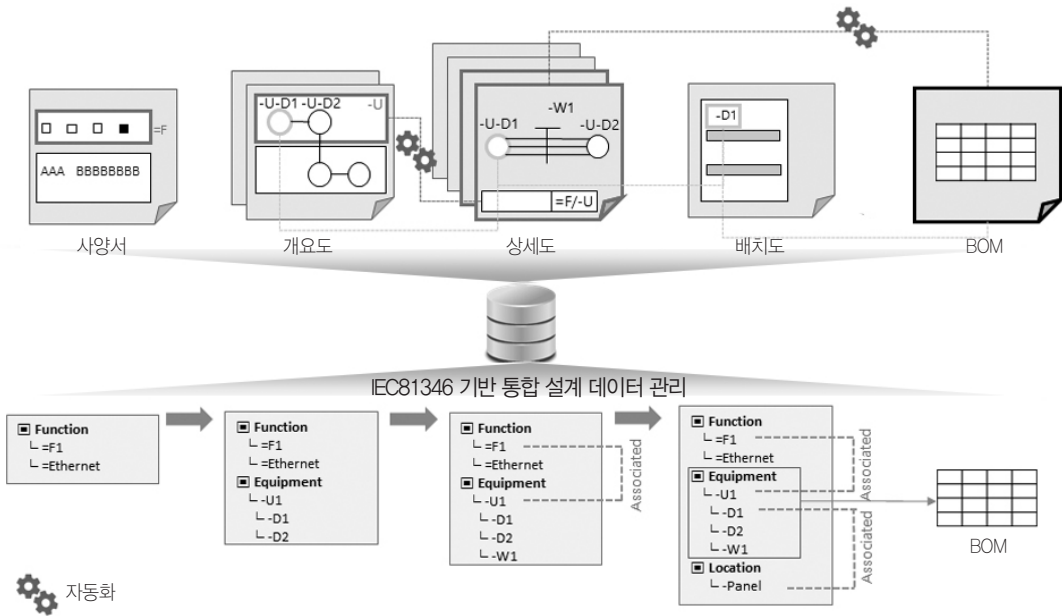 =F
AAA BBBBBBBB
사양서
-U-D1 -U-D2 -U
개요도
-W1
-U-D1 -U-D2
=F/-U
상세도
-D1
배치도
BOM
IEC81346 기반 통합 설계 데이터 관리
Function
=F1
=Ethernet
Function
=F1
=Ethernet
Equipment
-U1
-D1
-D2
Function
=F1
=Ethernet
Equipment
-U1
-D1
-D2
-W1
Associated
Function
=F1
=Ethernet
Equipment
-U1
-D1
-D2
-W1
Location
-Panel
Associated
Associated
BOM
자동화